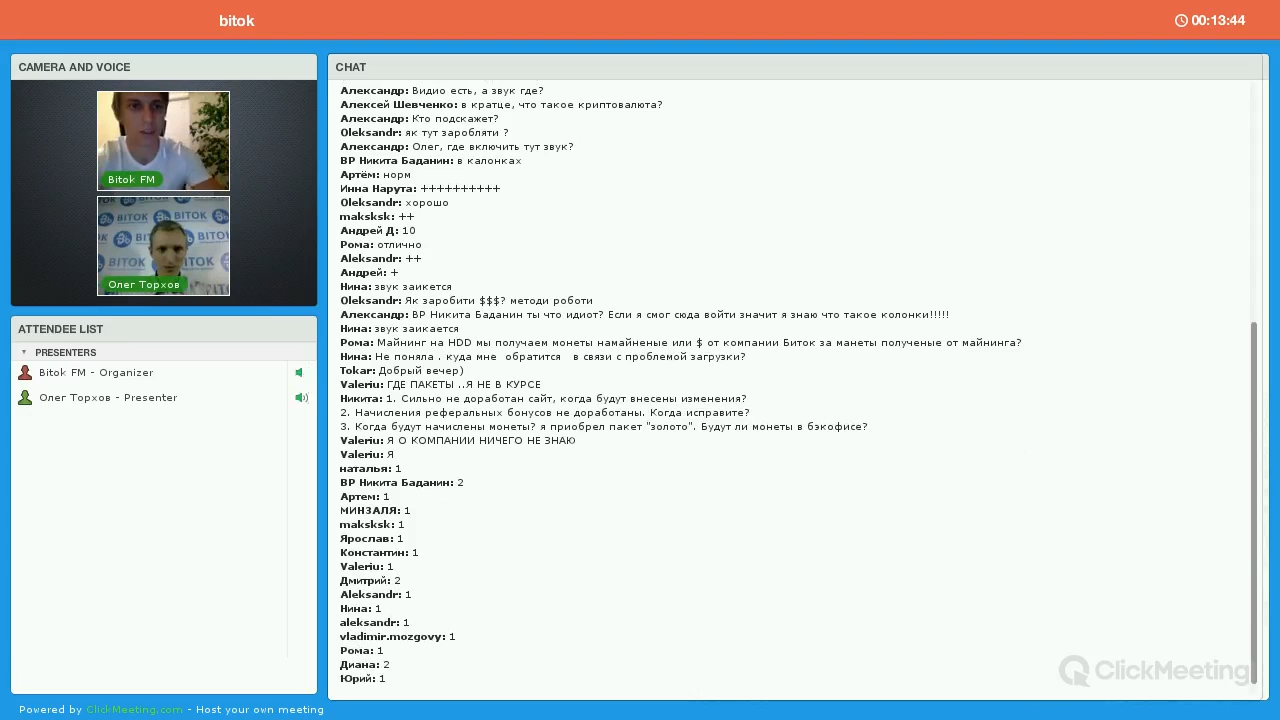 bitok
00:13:44
CAMERA AND VOICE
Bitok FM
BITOK
Олег Торхов
ATTENDEE LIST
PRESENTERS
Bitok FM - Organizer
Олег Торхов - Presenter
CHAT
Александр: Видио есть, а звук где?
Алексей Шевченко: в кратце, что такое криптовалюта?
Александр: Кто подскажет?
Oleksandr: як тут заробляти ?
Александр: Олег, где включить тут звук?
ВР Никита Баданин: в калонках
Артём: норм
Инна Нарута: ++++++++++
Oleksandr: хорошо
maksksk: ++
Андрей Д: 10
Рома: отлично
Aleksandr: ++
Андрей: +
Нина: звук заикется
Oleksandr: Як заробити $$$? методи роботи
Александр: ВР Никита Баданин ты что идиот? Если я смог сюда войти значит я знаю что такое колонки!!!!!
Нина: звук заикается
Рома: Майнинг на HDD мы получаем монеты намайненые или $ от компании Биток за манеты полученые от майнинга?
Нина: Не поняла . куда мне обратится в связи с проблемой загрузки?
Tokar: Добрый вечер)
Valeriu: ГДЕ ПАКЕТЫ ..Я НЕ В КУРСЕ
Никита: 1. Сильно не доработан сайт, когда будут внесены изменения?
2. Начисления реферальных бонусов не доработаны. Когда исправите?
3. Когда будут начислены монеты? я приобрел пакет "золото". Будут ли монеты в бэкофисе?
Valeriu: Я О КОМПАНИИ НИЧЕГО НЕ ЗНАЮ
Valeriu: Я
наталья: 1
ВР Никита Баданин: 2
Артем: 1
МИНЗАЛЯ: 1
maksksk: 1
Ярослав: 1
Константин: 1
Valeriu: 1
Дмитрий: 2
Aleksandr: 1
Нина: 1
aleksandr: 1
vladimir.mozgovy: 1
Рома: 1
Диана: 2
Юрий: 1
ClickMeeting
Powered by ClickMeeting.com - Host your own meeting